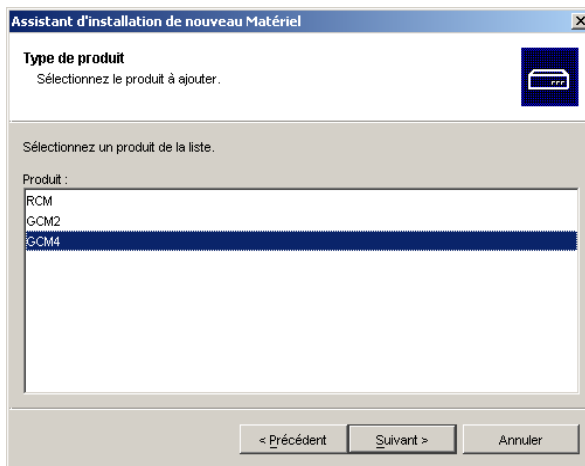 Assistant d'installation de nouveau Matériel
Type de produit
Sélectionnez le produit à ajouter.
Sélectionnez un produit de la liste.
Produit :
RCM
GCM2
GCM4
< Précédent
Suivant >
Annuler